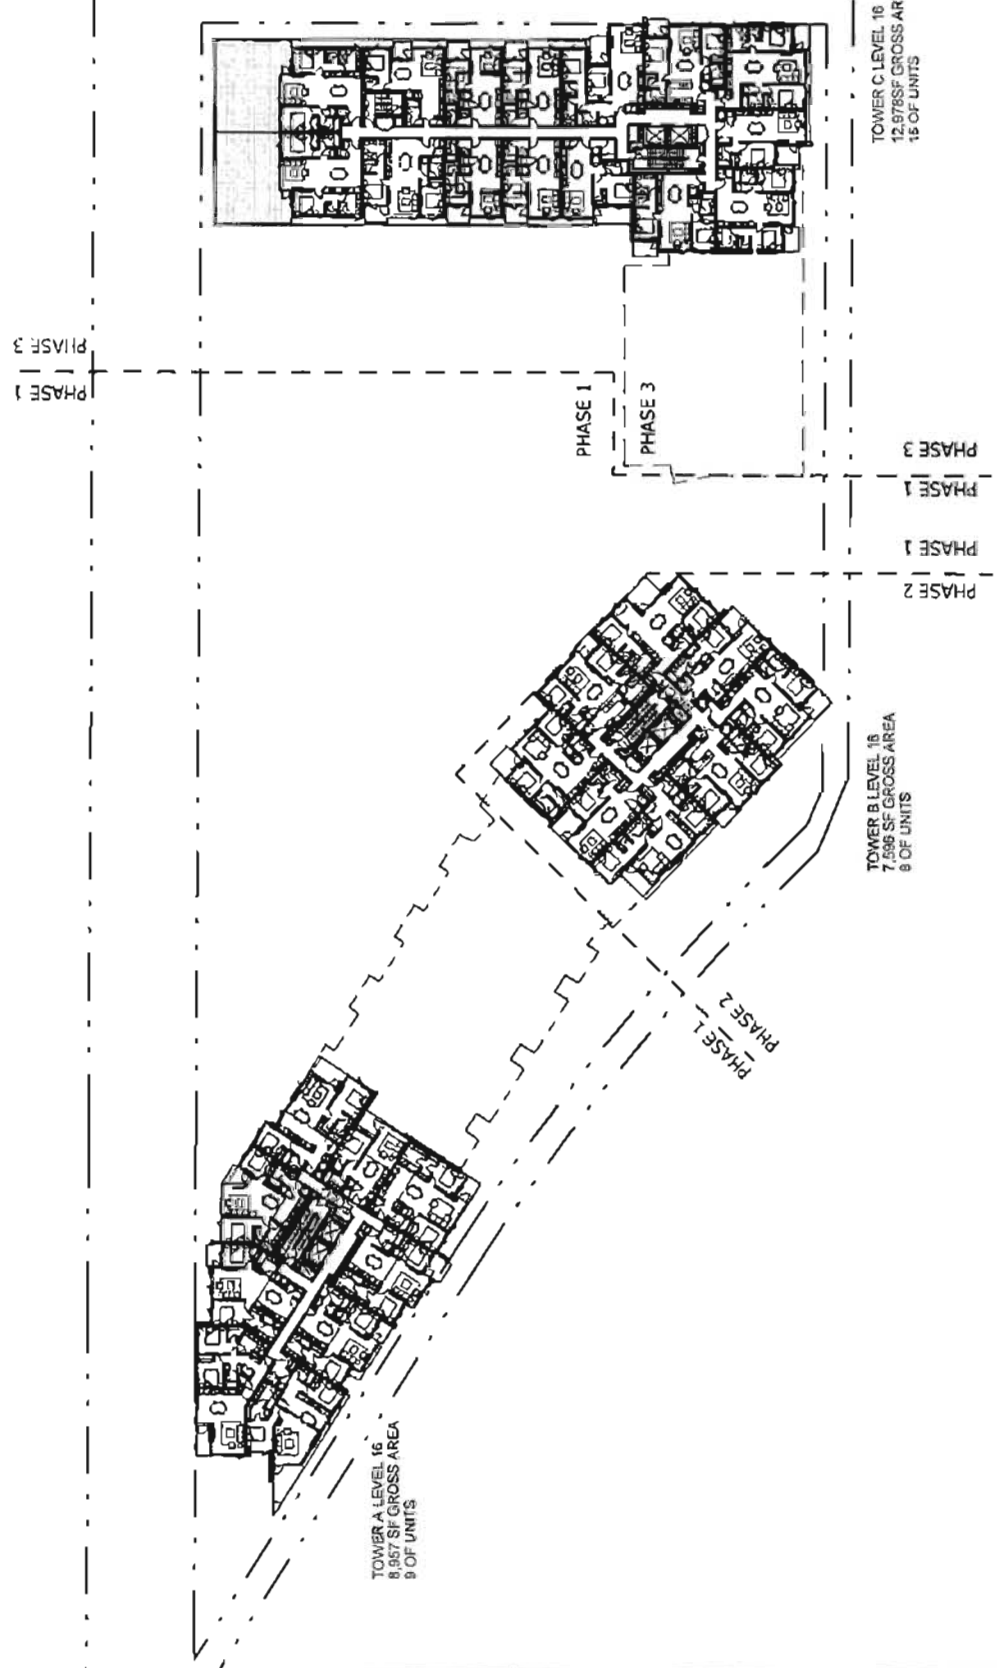 TOWER C LEVEL 16
12,978SF GROSS AR
15 OF UNITS
PHASE 3
PHASE 1
PHASE 1
PHASE 3
PHASE 3
PHASE 1
PHASE 1
PHASE 2
TOWER B LEVEL 16
7,596 SF GROSS AREA
8 OF UNITS
PHASE 1
PHASE 2
TOWER A LEVEL 16
8,957 SF GROSS AREA
9 OF UNITS